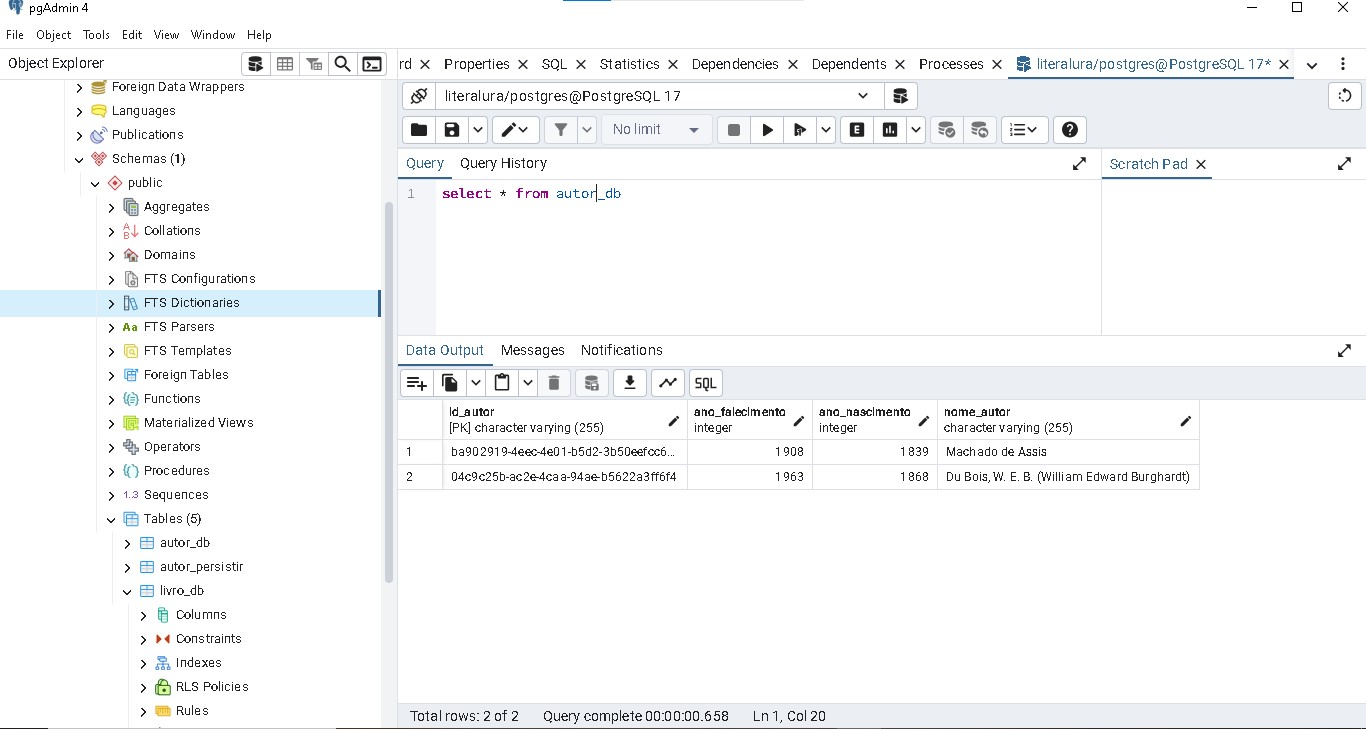 pgAdmin 4
File Object Tools Edit View Window Help
Object Explorer
rd Properties SQL Statistics Dependencies Dependents Processes literalura/postgres@PostgreSQL 17*
literalura/postgres@PostgreSQL 17
No limit
E
Query Query History
Scratch Pad
1 select * from autor_db
Foreign Data Wrappers
Languages
Publications
Schemas (1)
public
Aggregates
Collations
Domains
FTS Configurations
FTS Dictionaries
Aa FTS Parsers
FTS Templates
Foreign Tables
Functions
Materialized Views
Operators
Procedures
1.3 Sequences
Tables (5)
autor_db
autor_persistir
livro_db
Columns
Constraints
Indexes
RLS Policies
Rules
Data Output Messages Notifications
SQL
id_autor ano_falecimento ano_nascimento nome_autor
[PK] character varying (255) integer integer character varying (255)
1 ba902919-4eec-4e01-b5d2-3b50eefcc6... 1908 1839 Machado de Assis
2 04c9c25b-ac2e-4caa-94ae-b5622a3ff6f4 1963 1868 Du Bois, W. E. B. (William Edward Burghardt)
Total rows: 2 of 2 Query complete 00:00:00.658 Ln 1, Col 20